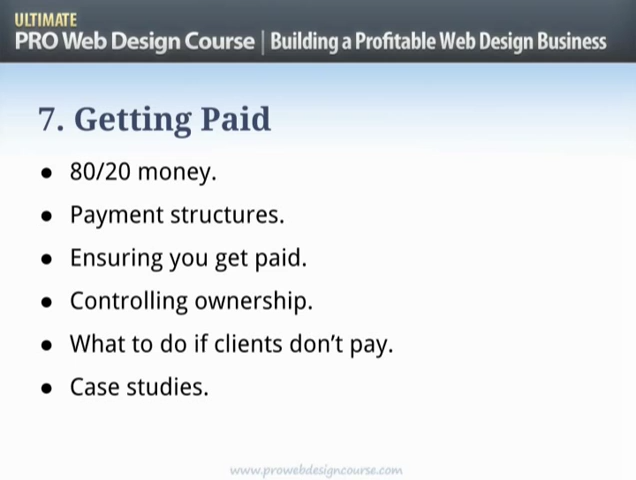 ULTIMATE
PRO Web Design Course | Building a Profitable Web Design Business
7. Getting Paid
● 80/20 money.
● Payment structures.
● Ensuring you get paid.
● Controlling ownership.
● What to do if clients don’t pay.
● Case studies.
www.prowebdesigncourse.com